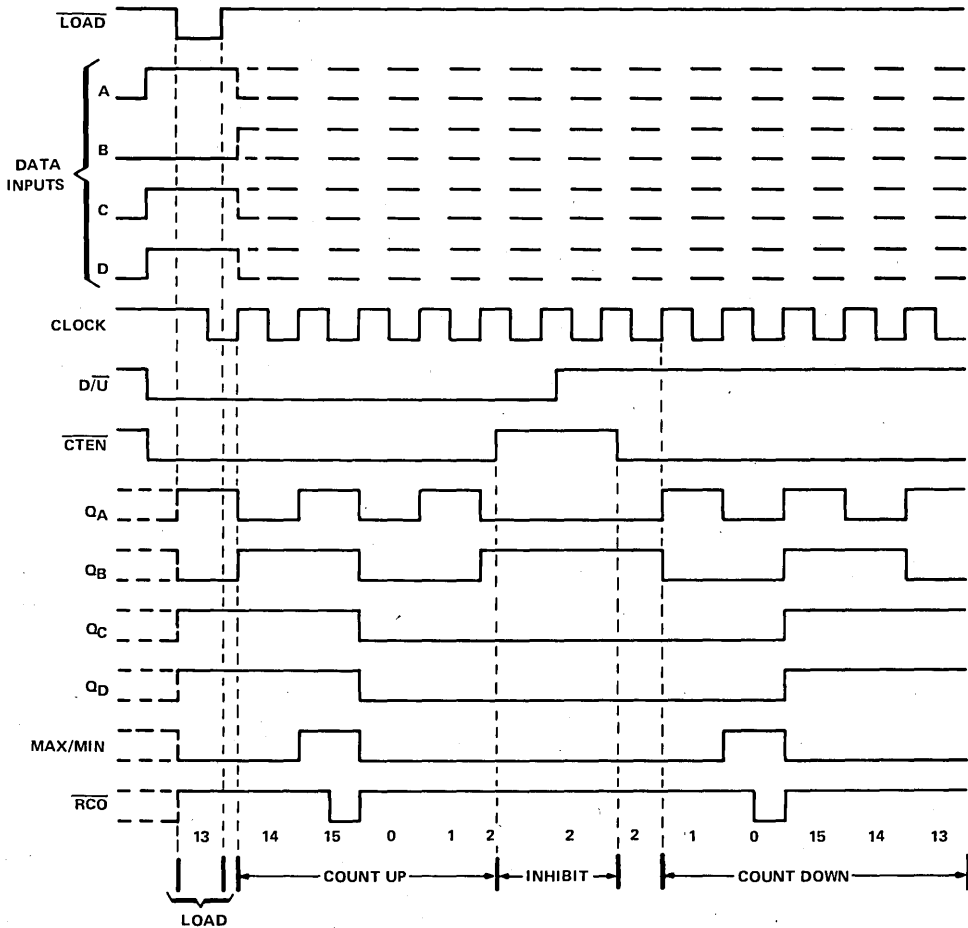 LOAD
A
B
DATA
INPUTS
C
D
CLOCK
D/U
CTEN
QA
QB
QC
QD
MAX/MIN
RCO
13 14 15 0 1 2 2 2 1 0 15 14 13
COUNT UP INHIBIT COUNT DOWN
LOAD